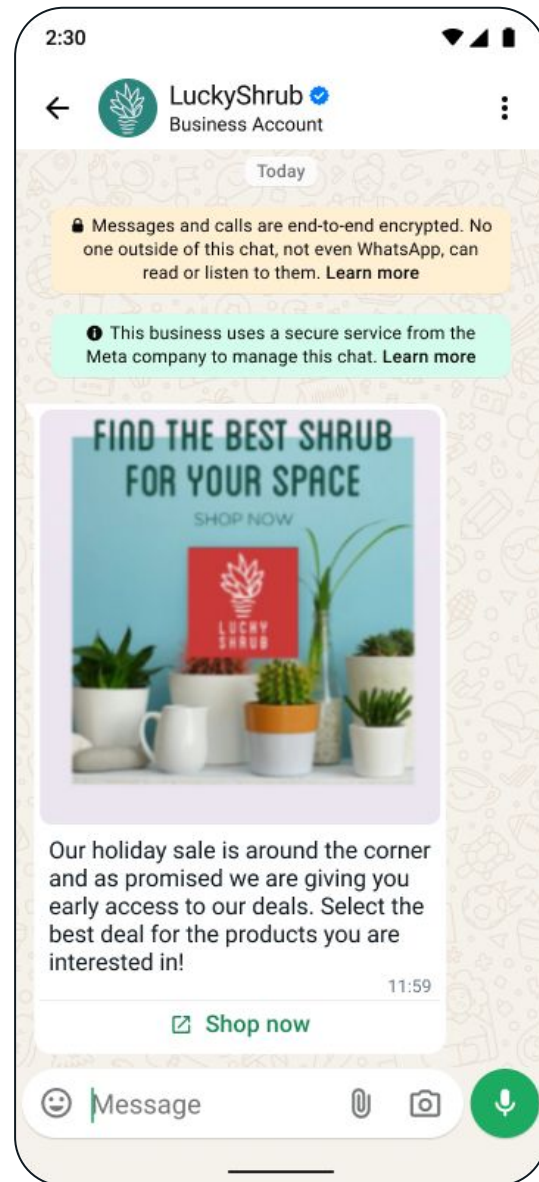 2:30
LuckyShrub
Business Account
Today
Messages and calls are end-to-end encrypted. No
one outside of this chat, not even WhatsApp, can
read or listen to them. Learn more
This business uses a secure service from the
Meta company to manage this chat. Learn more
FIND THE BEST SHRUB
FOR YOUR SPACE
SHOP NOW
LUCKY
SHRUB
Our holiday sale is around the corner
and as promised we are giving you
early access to our deals. Select the
best deal for the products you are
interested in!
11:59
Shop now
Message